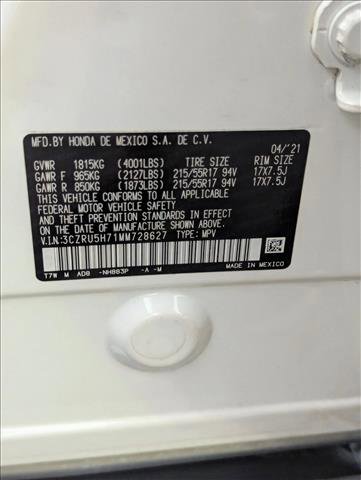 MFD.BY HONDA DE MEXICO S.A. DE C.V. 04/'21
GVWR 1815KG (4001LBS) TIRE SIZE RIM SIZE
GAWR F 965KG (2127LBS) 215/55R17 94V 17X7.5J
GAWR R 850KG (1873LBS) 215/55R17 94V 17X7.5J
THIS VEHICLE CONFORMS TO ALL APPLICABLE
FEDERAL MOTOR VEHICLE SAFETY, BUMPER,
AND THEFT PREVENTION STANDARDS IN EFFECT
ON THE DATE OF MANUFACTURE SHOWN ABOVE.
V.I.N:3CZRU5H71MM728627 TYPE: MPV
T7W M AD8 -NH883P -A -M MADE IN MEXICO